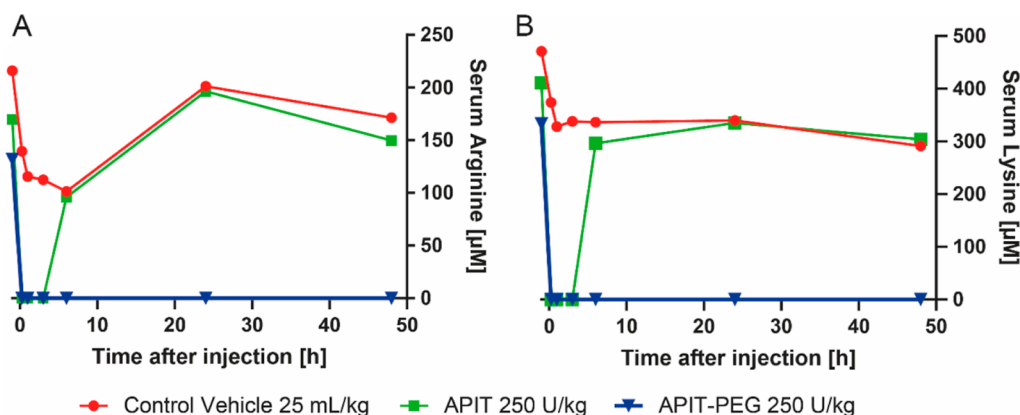 A
250
200
150
100
50
0
Serum Arginine [µM]
0 10 20 30 40 50
Time after injection [h]
B
500
400
300
200
100
0
Serum Lysine [µM]
0 10 20 30 40 50
Time after injection [h]
Control Vehicle 25 mL/kg APIT 250 U/kg APIT-PEG 250 U/kg